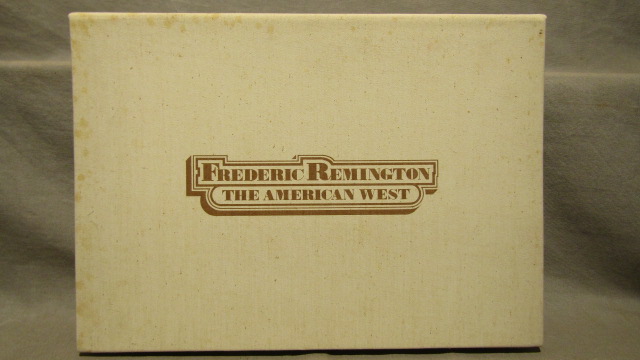 FREDERIC REMINGTON
THE AMERICAN WEST